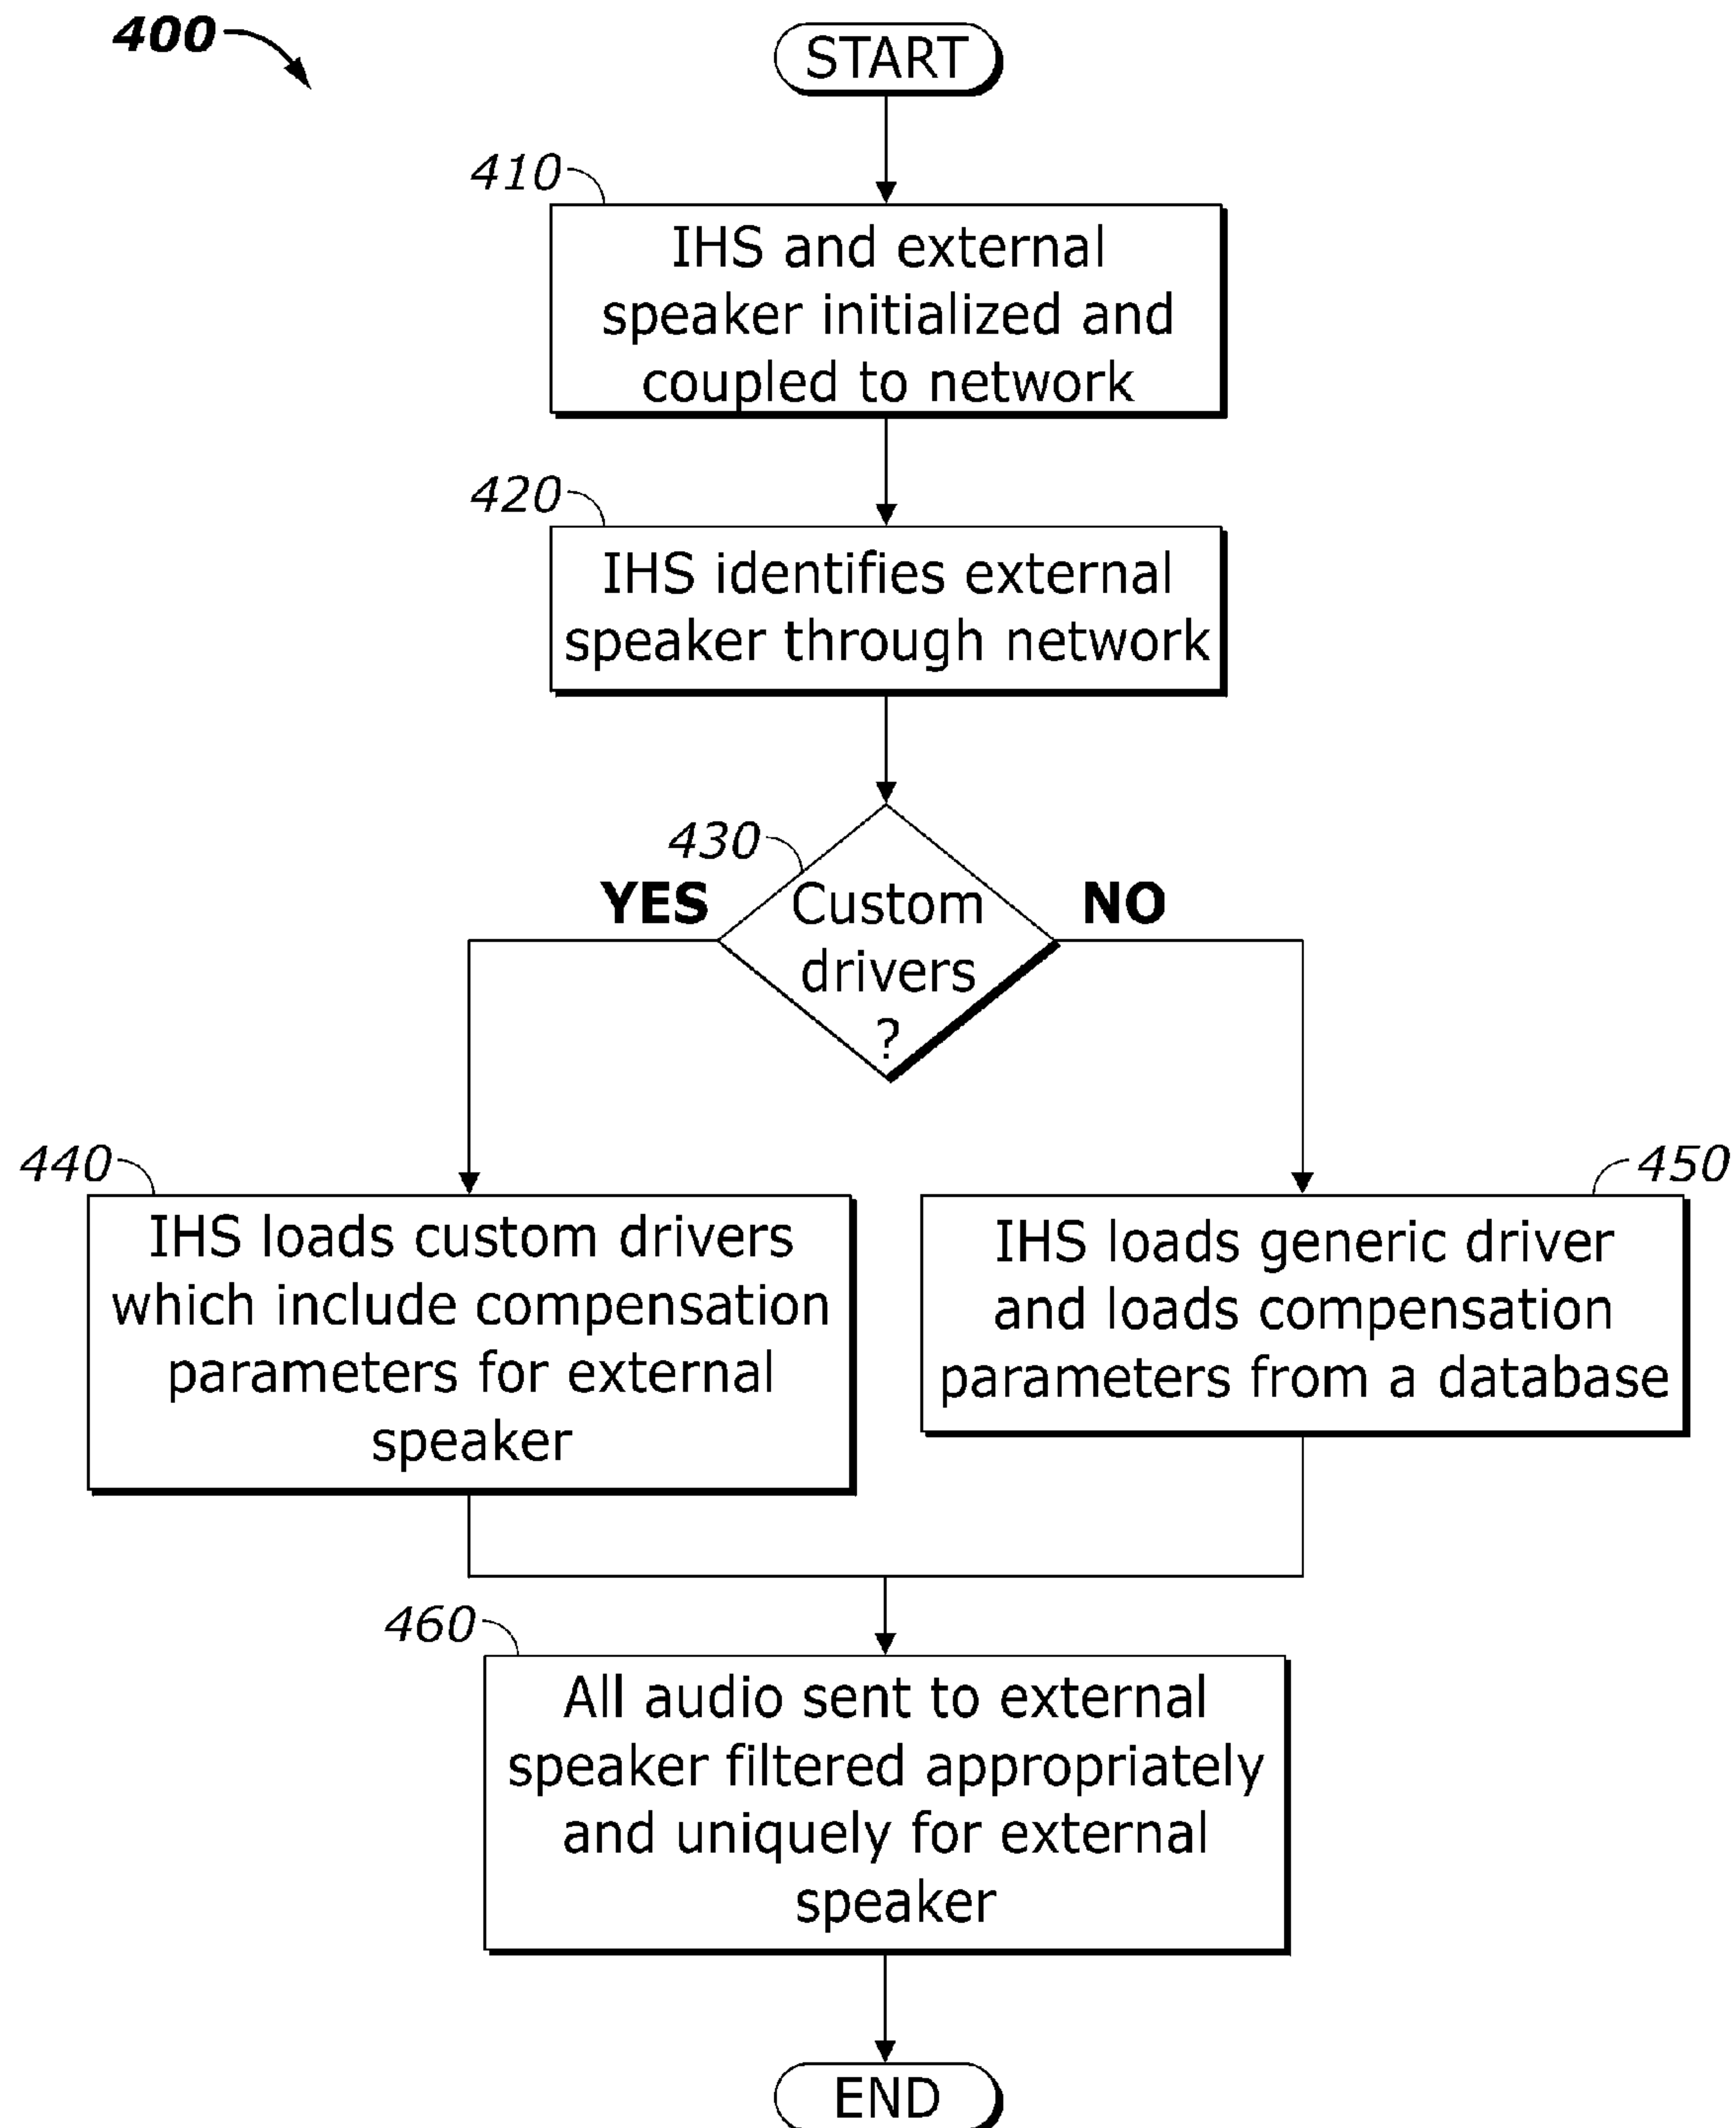 400
START
410
IHS and external
speaker initialized and
coupled to network
420
IHS identifies external
speaker through network
430
YES
Custom
drivers
?
NO
440
IHS loads custom drivers
which include compensation
parameters for external
speaker
450
IHS loads generic driver
and loads compensation
parameters from a database
460
All audio sent to external
speaker filtered appropriately
and uniquely for external
speaker
END